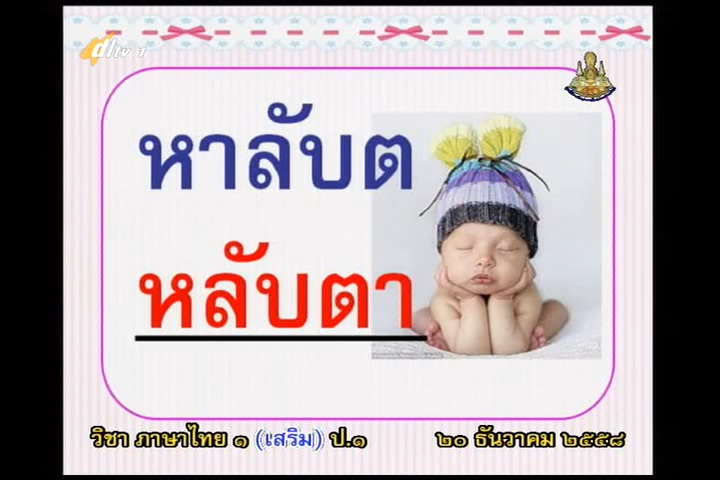 dltv 1
หาลับต
หลับตา
วิชา ภาษาไทย ๑ (เสริม) ป.๑
๒๐ ธันวาคม ๒๕๕๘